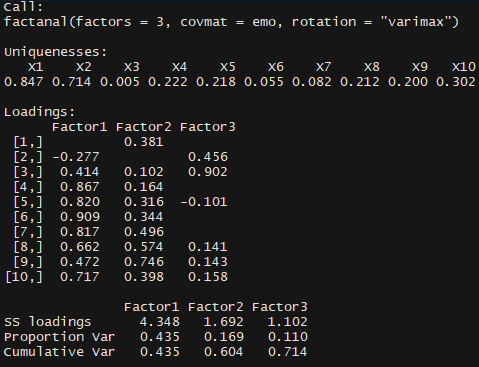 Call:
factanal(factors = 3, covmat = emo, rotation = "varimax")
Uniquenesses:
X1 X2 X3 X4 X5 X6 X7 X8 X9 X10
0.847 0.714 0.005 0.222 0.218 0.055 0.082 0.212 0.200 0.302
Loadings:
Factor1 Factor2 Factor3
[1,] 0.381
[2,] -0.277 0.456
[3,] 0.414 0.102 0.902
[4,] 0.867 0.164
[5,] 0.820 0.316 -0.101
[6,] 0.909 0.344
[7,] 0.817 0.496
[8,] 0.662 0.574 0.141
[9,] 0.472 0.746 0.143
[10,] 0.717 0.398 0.158
Factor1 Factor2 Factor3
SS loadings 4.348 1.692 1.102
Proportion Var 0.435 0.169 0.110
Cumulative Var 0.435 0.604 0.714